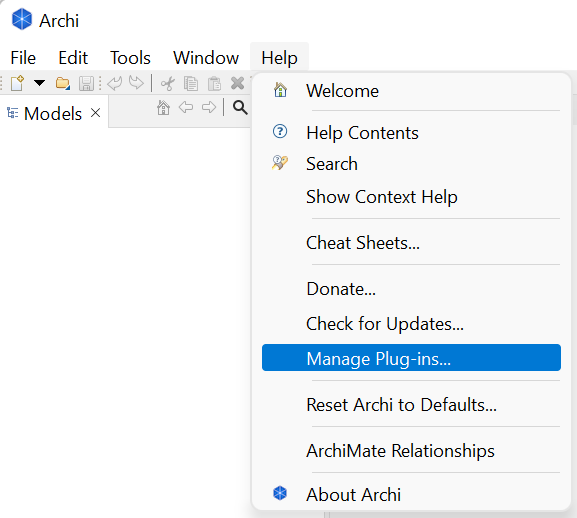 Archi
File Edit Tools Window Help
Models
Welcome
Help Contents
Search
Show Context Help
Cheat Sheets...
Donate...
Check for Updates...
Manage Plug-ins...
Reset Archi to Defaults...
ArchiMate Relationships
About Archi